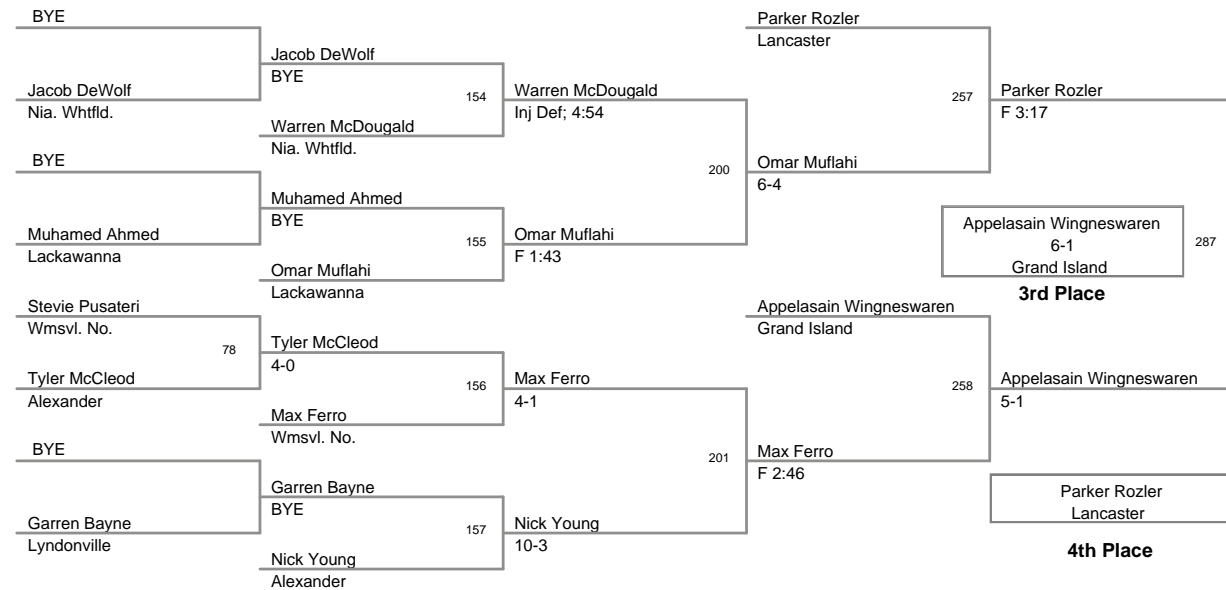 BYE
Jacob DeWolf
Nia. Whtfld.
BYE
Muhamed Ahmed
Lackawanna
Stevie Pusateri
Wmsvl. No.
78
Tyler McCleod
Alexander
BYE
Garren Bayne
Lyndonville
Jacob DeWolf
BYE
154
Warren McDougald
Nia. Whtfld.
Muhamed Ahmed
BYE
155
Omar Muflahi
Lackawanna
Tyler McCleod
4-0
156
Max Ferro
Wmsvl. No.
Garren Bayne
BYE
157
Nick Young
Alexander
Warren McDougald
Inj Def; 4:54
200
Omar Muflahi
F 1:43
Max Ferro
4-1
201
Nick Young
10-3
Parker Rozler
Lancaster
257
Omar Muflahi
6-4
Appelasain Wingneswaren
Grand Island
258
Max Ferro
F 2:46
Parker Rozler
F 3:17
Appelasain Wingneswaren
6-1
Grand Island
287
3rd Place
Appelasain Wingneswaren
5-1
Parker Rozler
Lancaster
4th Place